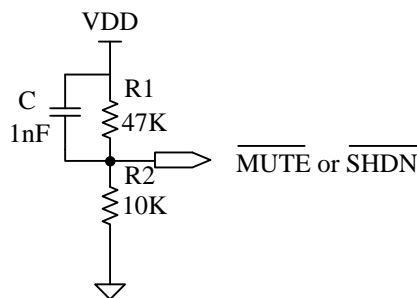 VDD
C
1nF
R1
47K
R2
10K
MUTE or SHDN